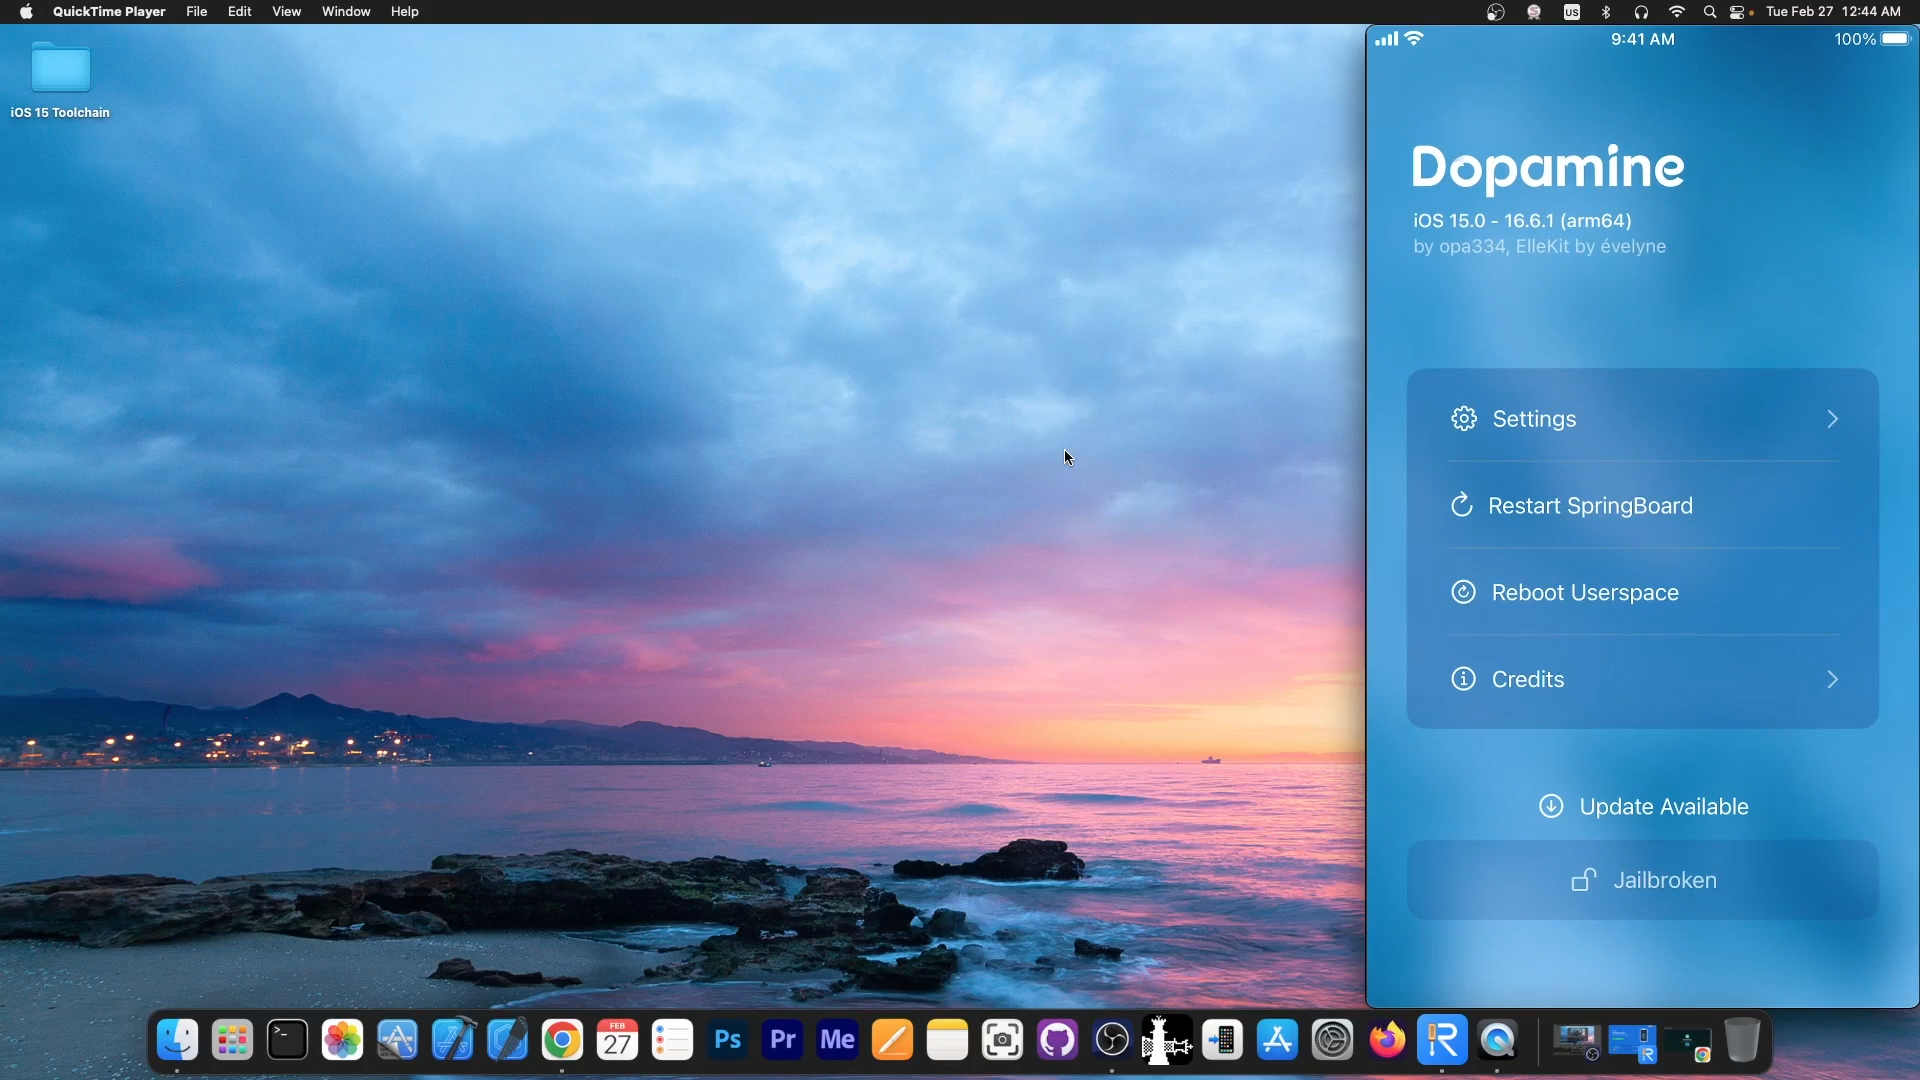 QuickTime Player File Edit View Window Help US Tue Feb 27 12:44 AM
iOS 15 Toolchain
9:41 AM 100%
Dopamine
iOS 15.0 - 16.6.1 (arm64)
by opa334, ElleKit by évelyne
Settings
Restart SpringBoard
Reboot Userspace
Credits
Update Available
Jailbroken
>_
FEB
27
Ps
Pr
Me